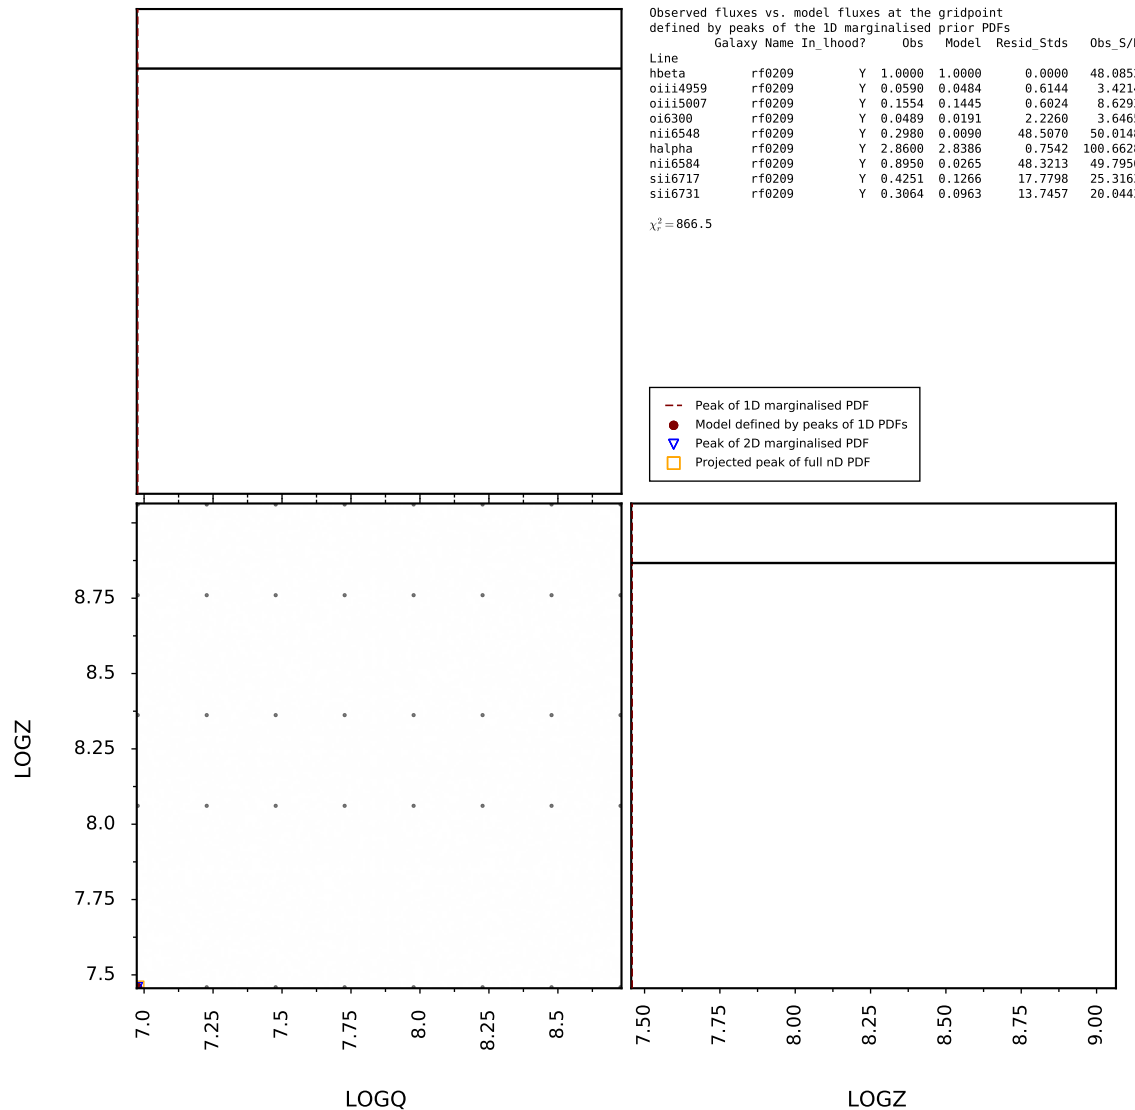 Observed fluxes vs. model fluxes at the gridpoint
defined by peaks of the 1D marginalised prior PDFs
Galaxy Name In_lhood? Obs Model Resid_Stds Obs_S/
Line
hbeta rf0209 Y 1.0000 1.0000 0.0000 48.085
oiii4959 rf0209 Y 0.0590 0.0484 0.6144 3.421
oiii5007 rf0209 Y 0.1554 0.1445 0.6024 8.629
oi6300 rf0209 Y 0.0489 0.0191 2.2260 3.646
nii6548 rf0209 Y 0.2980 0.0090 48.5070 50.014
halpha rf0209 Y 2.8600 2.8386 0.7542 100.662
nii6584 rf0209 Y 0.8950 0.0265 48.3213 49.795
sii6717 rf0209 Y 0.4251 0.1266 17.7798 25.316
sii6731 rf0209 Y 0.3064 0.0963 13.7457 20.044
χ²ᵣ = 866.5
Peak of 1D marginalised PDF
Model defined by peaks of 1D PDFs
Peak of 2D marginalised PDF
Projected peak of full nD PDF
8.75
8.5
8.25
8.0
7.75
7.5
LOGZ
7.0 7.25 7.5 7.75 8.0 8.25 8.5
LOGQ
7.50 7.75 8.00 8.25 8.50 8.75 9.00
LOGZ